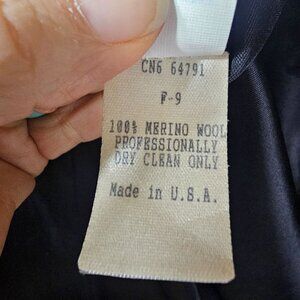 CN6 64791
F-9
100% MERINO WOOL
PROFESSIONALLY
DRY CLEAN ONLY
Made in U.S.A.